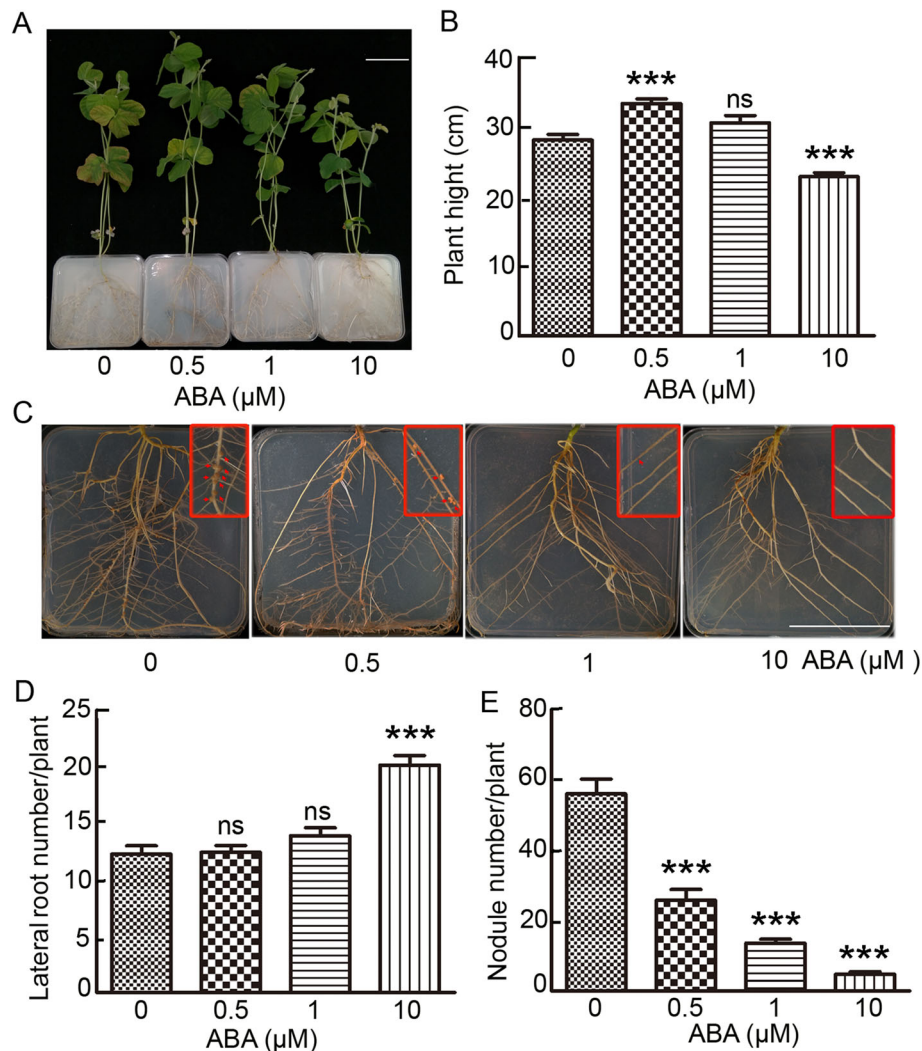 A
0 0.5 1 10
ABA (μM)
B
Plant hight (cm)
40
30
20
10
0
***
ns
***
0 0.5 1 10
ABA (μM)
C
0 0.5 1 10 ABA (μM )
D
Lateral root number/plant
25
20
15
10
5
0
ns
ns
***
0 0.5 1 10
ABA (μM)
E
Nodule number/plant
80
60
40
20
0
***
***
***
0 0.5 1 10
ABA (μM)